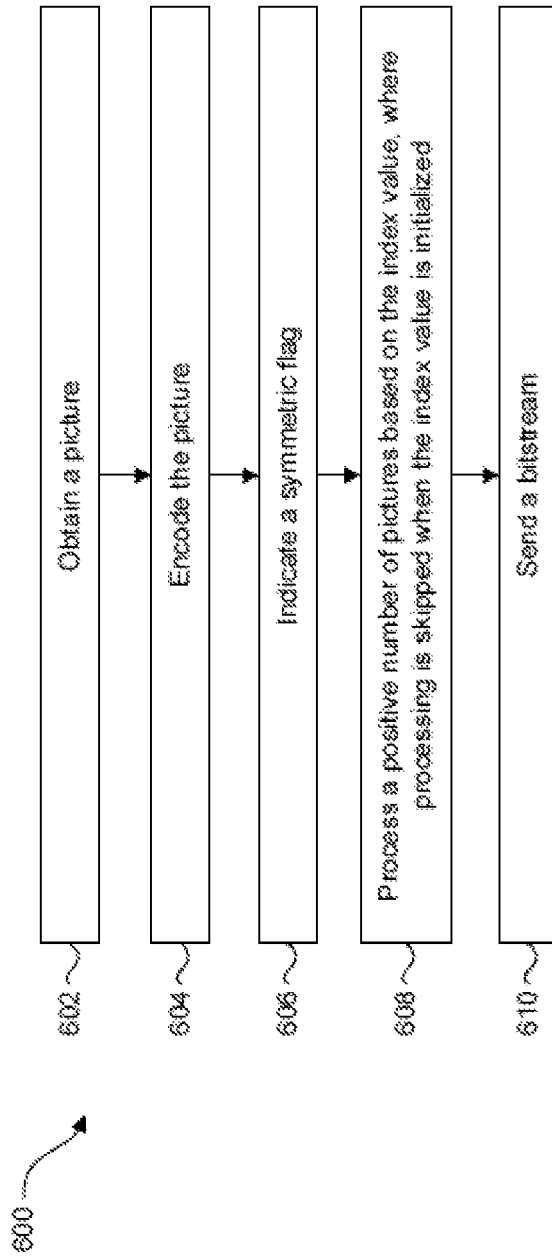 600
602
Obtain a picture
604
Encode the picture
606
Indicate a symmetric flag
608
Process a positive number of pictures based on the index value, where
processing is skipped when the index value is initialized
610
Send a bitstream